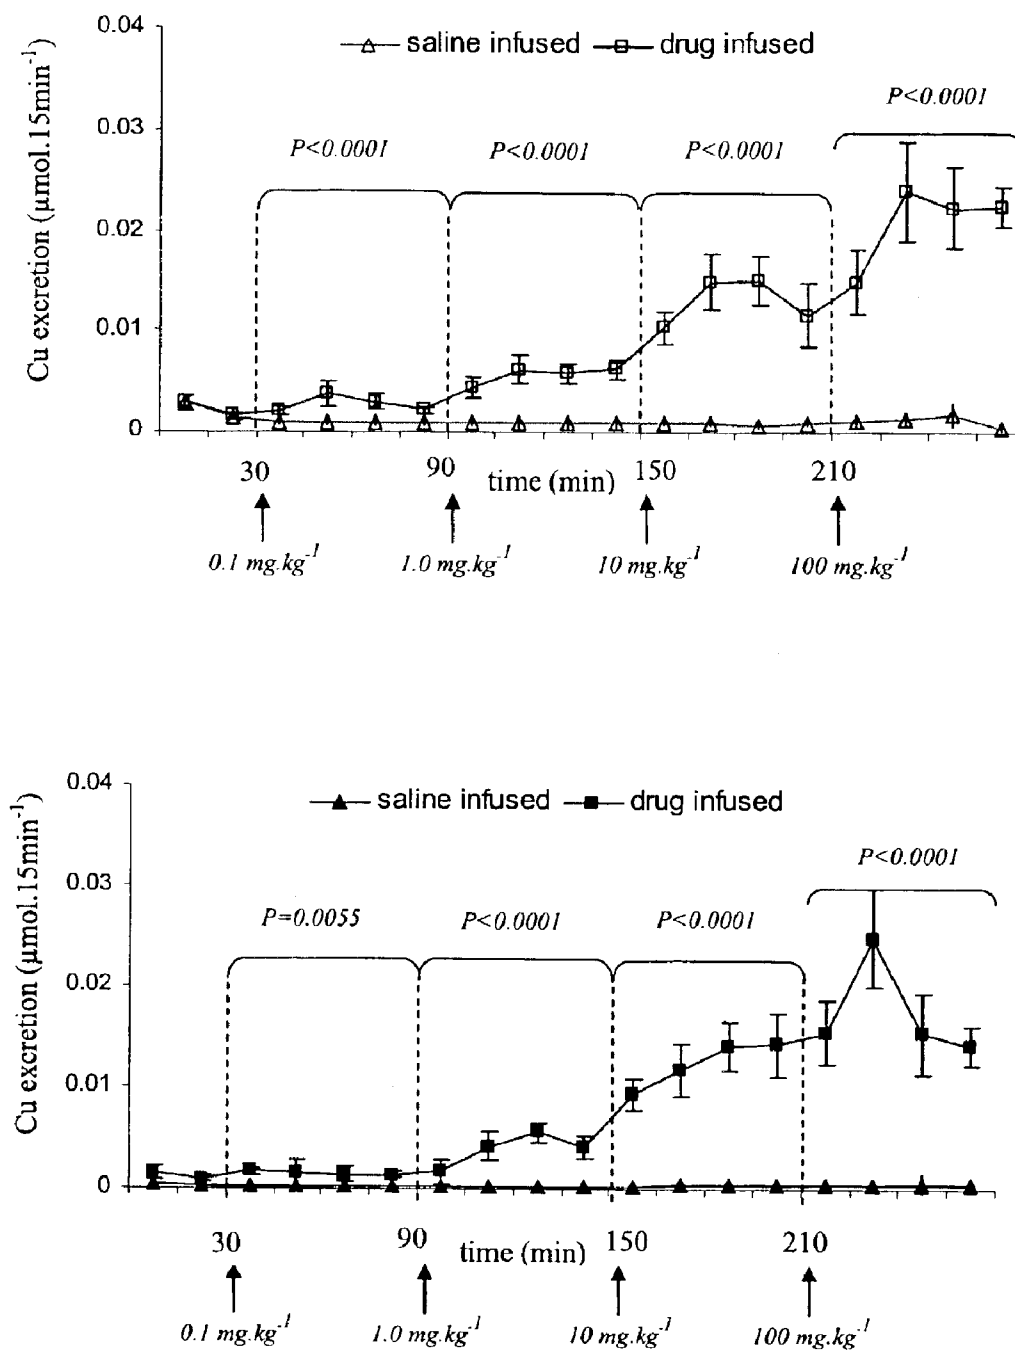 0.04
saline infused drug infused
Cu excretion (μmol.15min⁻¹)
P<0.0001
0.03
P<0.0001 P<0.0001 P<0.0001
0.02
0.01
0
30 90 time (min) 150 210
0.1 mg.kg⁻¹ 1.0 mg.kg⁻¹ 10 mg.kg⁻¹ 100 mg.kg⁻¹
0.04
saline infused drug infused
Cu excretion (μmol.15min⁻¹)
P<0.0001
0.03
P=0.0055 P<0.0001 P<0.0001
0.02
0.01
0
30 90 time (min) 150 210
0.1 mg.kg⁻¹ 1.0 mg.kg⁻¹ 10 mg.kg⁻¹ 100 mg.kg⁻¹